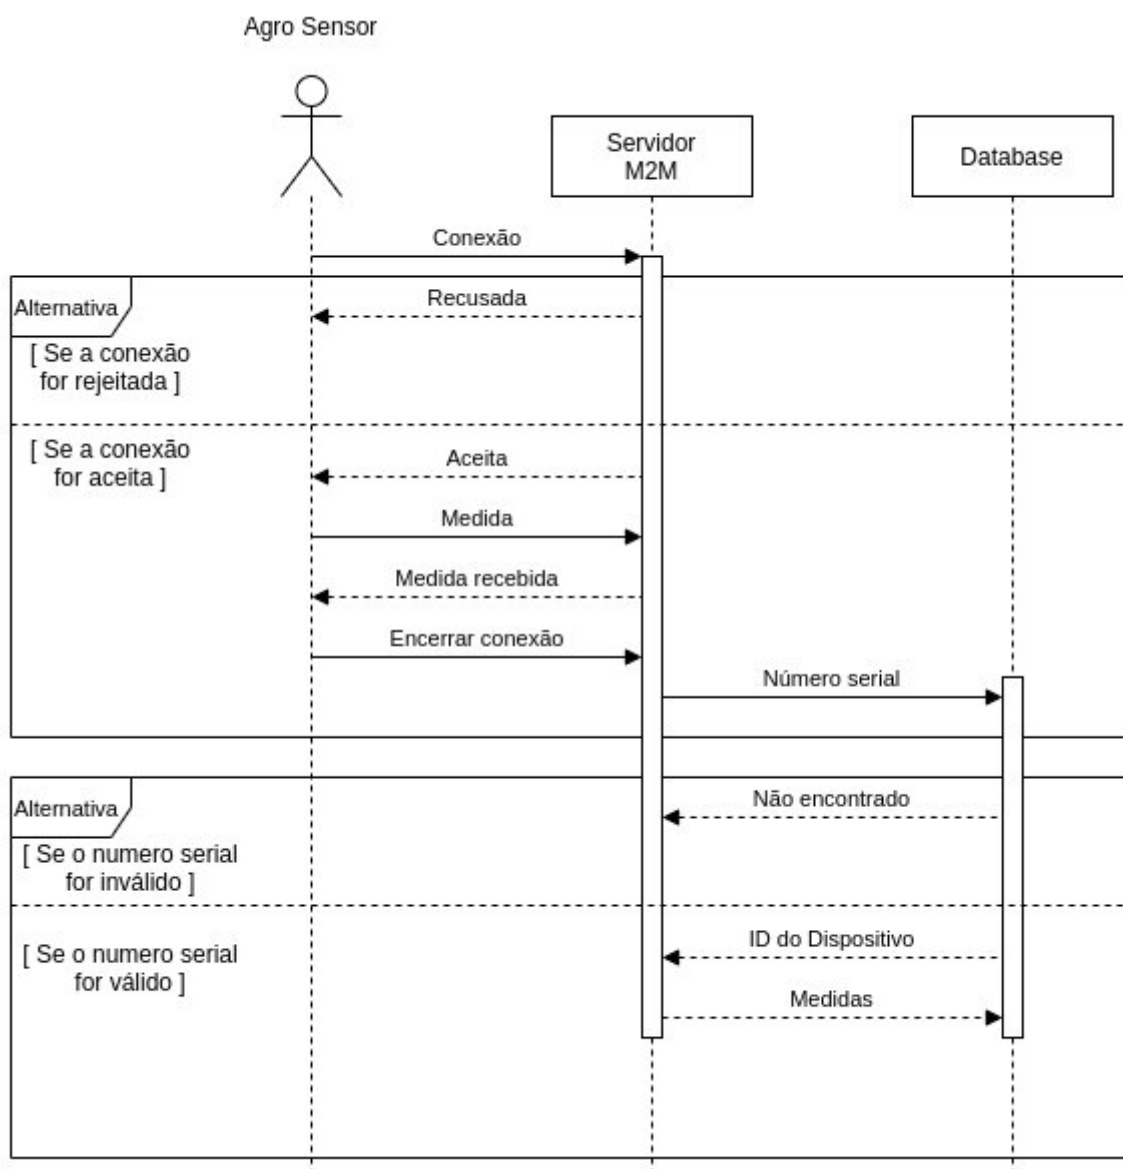 Agro Sensor
Servidor
M2M
Database
Conexão
Alternativa
Recusada
[ Se a conexão
for rejeitada ]
[ Se a conexão
for aceita ]
Aceita
Medida
Medida recebida
Encerrar conexão
Número serial
Alternativa
Não encontrado
[ Se o numero serial
for inválido ]
ID do Dispositivo
[ Se o numero serial
for válido ]
Medidas